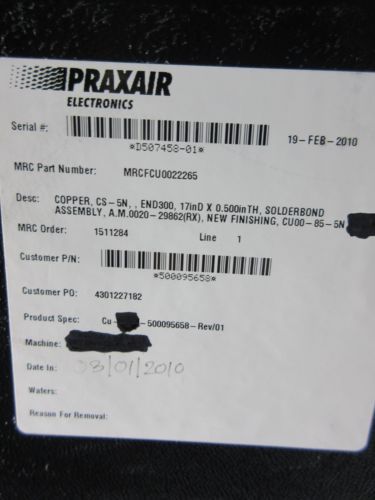 PRAXAIR
ELECTRONICS
Serial #:
*D507458-01*
19-FEB-2010
MRC Part Number: MRCFCU0022265
Desc: COPPER, CS-5N, , END300, 17inD X 0.500inTH, SOLDERBOND
ASSEMBLY, A.M.0020-29862(RX), NEW FINISHING, CU00-85-5N
MRC Order: 1511284 Line 1
Customer P/N:
*500095658*
Customer PO: 4301227182
Product Spec: Cu- -500095658-Rev/01
Machine:
Date In: 03/01/2010
Wafers:
Reason For Removal: